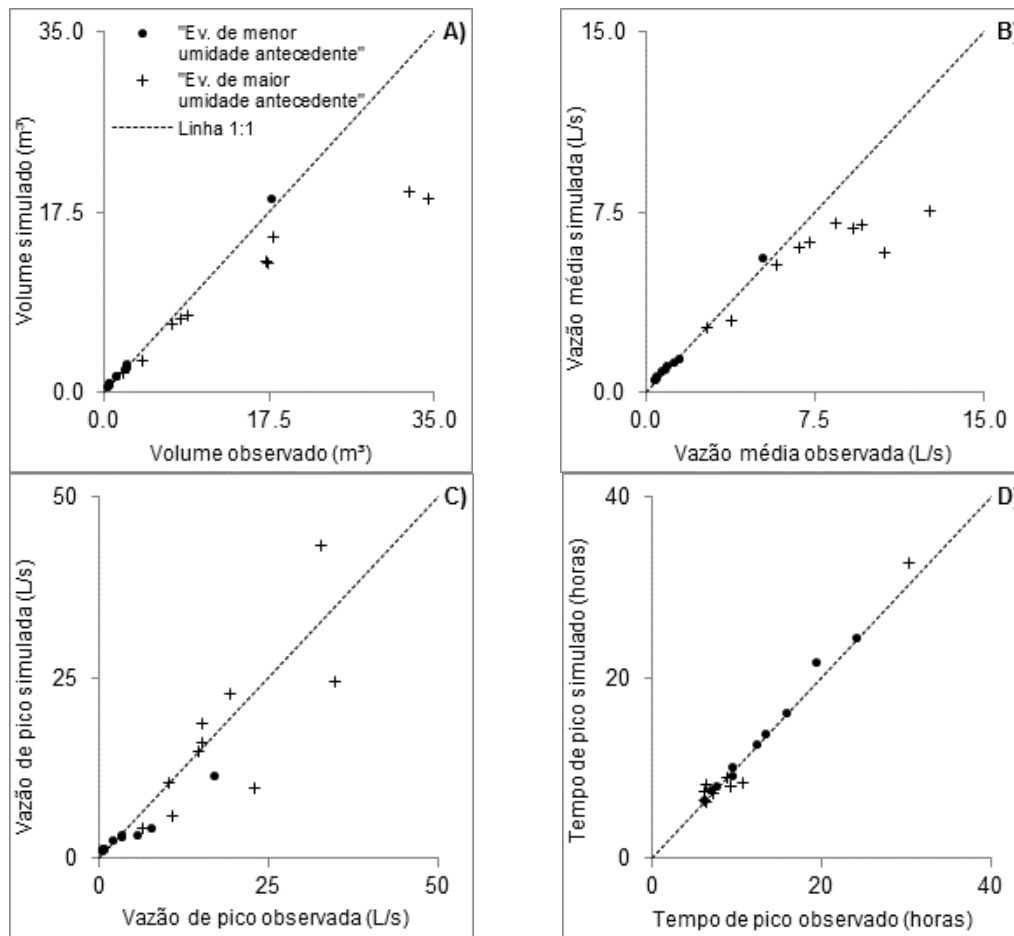 35.0
"Ev. de menor
umidade antecedente"
"Ev. de maior
umidade antecedente"
Linha 1:1
A)
Volume simulado (m³)
17.5
0.0
0.0 17.5 35.0
Volume observado (m³)
15.0
B)
Vazão média simulada (L/s)
7.5
0.0
0.0 7.5 15.0
Vazão média observada (L/s)
50
C)
Vazão de pico simulada (L/s)
25
0
0 25 50
Vazão de pico observada (L/s)
40
D)
Tempo de pico simulado (horas)
20
0
0 20 40
Tempo de pico observado (horas)